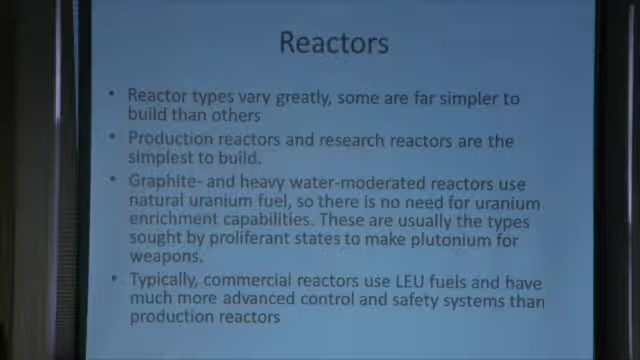 Reactors
• Reactor types vary greatly, some are far simpler to
build than others
• Production reactors and research reactors are the
simplest to build.
• Graphite- and heavy water-moderated reactors use
natural uranium fuel, so there is no need for uranium
enrichment capabilities. These are usually the types
sought by proliferant states to make plutonium for
weapons.
• Typically, commercial reactors use LEU fuels and have
much more advanced control and safety systems than
production reactors